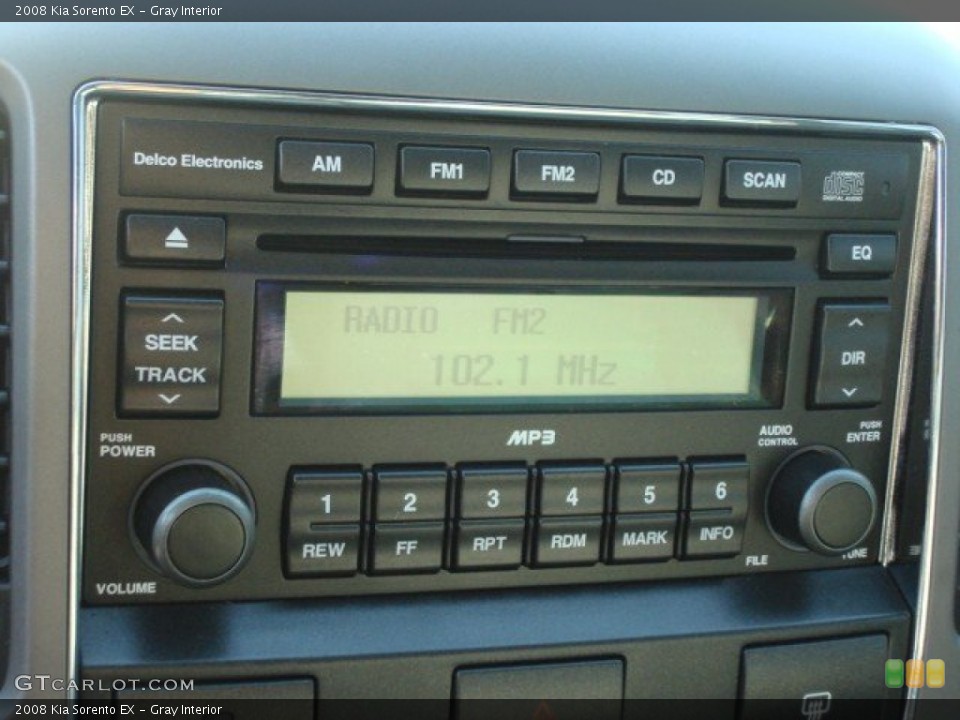 2008 Kia Sorento EX - Gray Interior
Delco Electronics AM FM1 FM2 CD SCAN COMPACT disc DIGITAL AUDIO
EQ
RADIO FM2
102.1 MHz
SEEK
TRACK
DIR
PUSH
POWER
MP3
AUDIO
CONTROL
PUSH
ENTER
1 2 3 4 5 6
REW FF RPT RDM MARK INFO
VOLUME
FILE
TUNE
GTCARLOT.COM
2008 Kia Sorento EX - Gray Interior